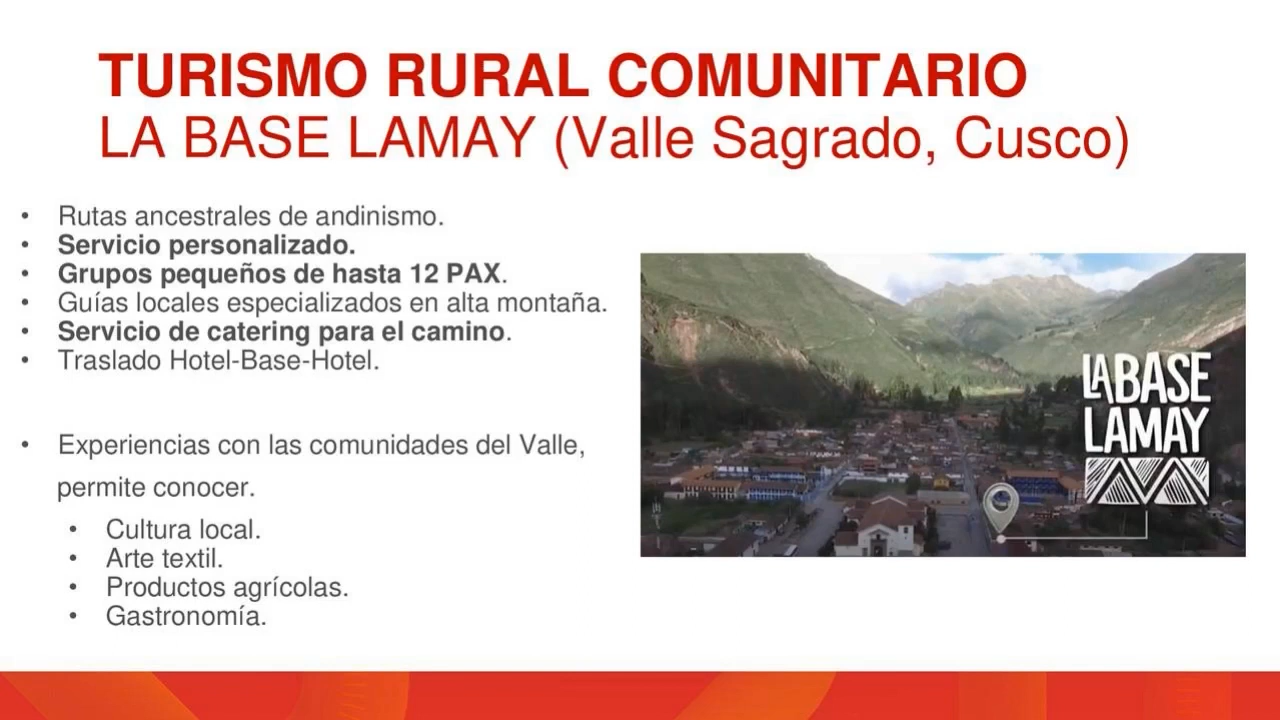 TURISMO RURAL COMUNITARIO
LA BASE LAMAY (Valle Sagrado, Cusco)
• Rutas ancestrales de andinismo.
• Servicio personalizado.
• Grupos pequeños de hasta 12 PAX.
• Guías locales especializados en alta montaña.
• Servicio de catering para el camino.
• Traslado Hotel-Base-Hotel.
• Experiencias con las comunidades del Valle,
permite conocer.
• Cultura local.
• Arte textil.
• Productos agrícolas.
• Gastronomía.
LA BASE
LAMAY